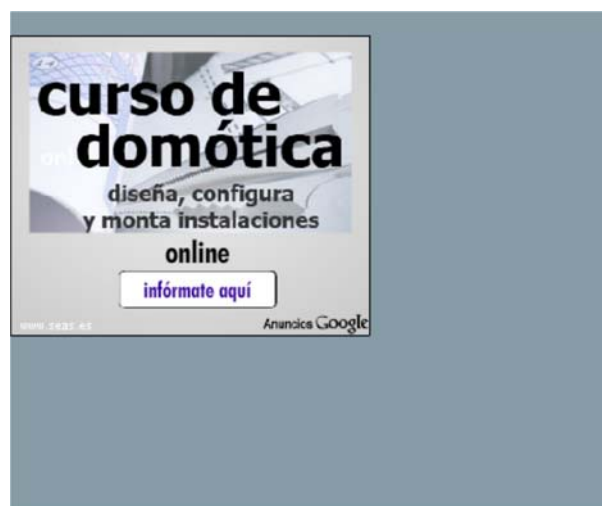 curso de
domótica
diseña, configura
y monta instalaciones
online
infórmate aquí
www.seas.es
Anuncios Google